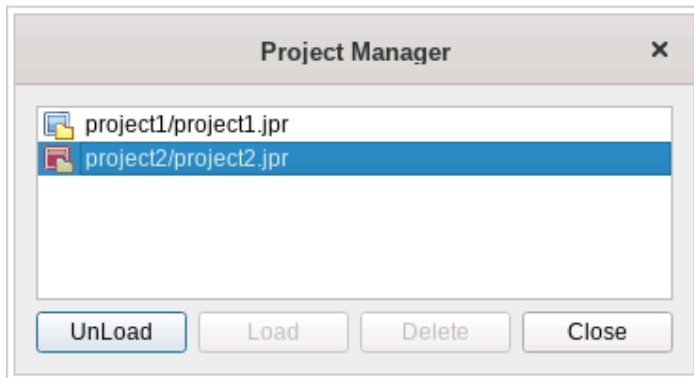 Project Manager
project1/project1.jpr
project2/project2.jpr
UnLoad Load Delete Close